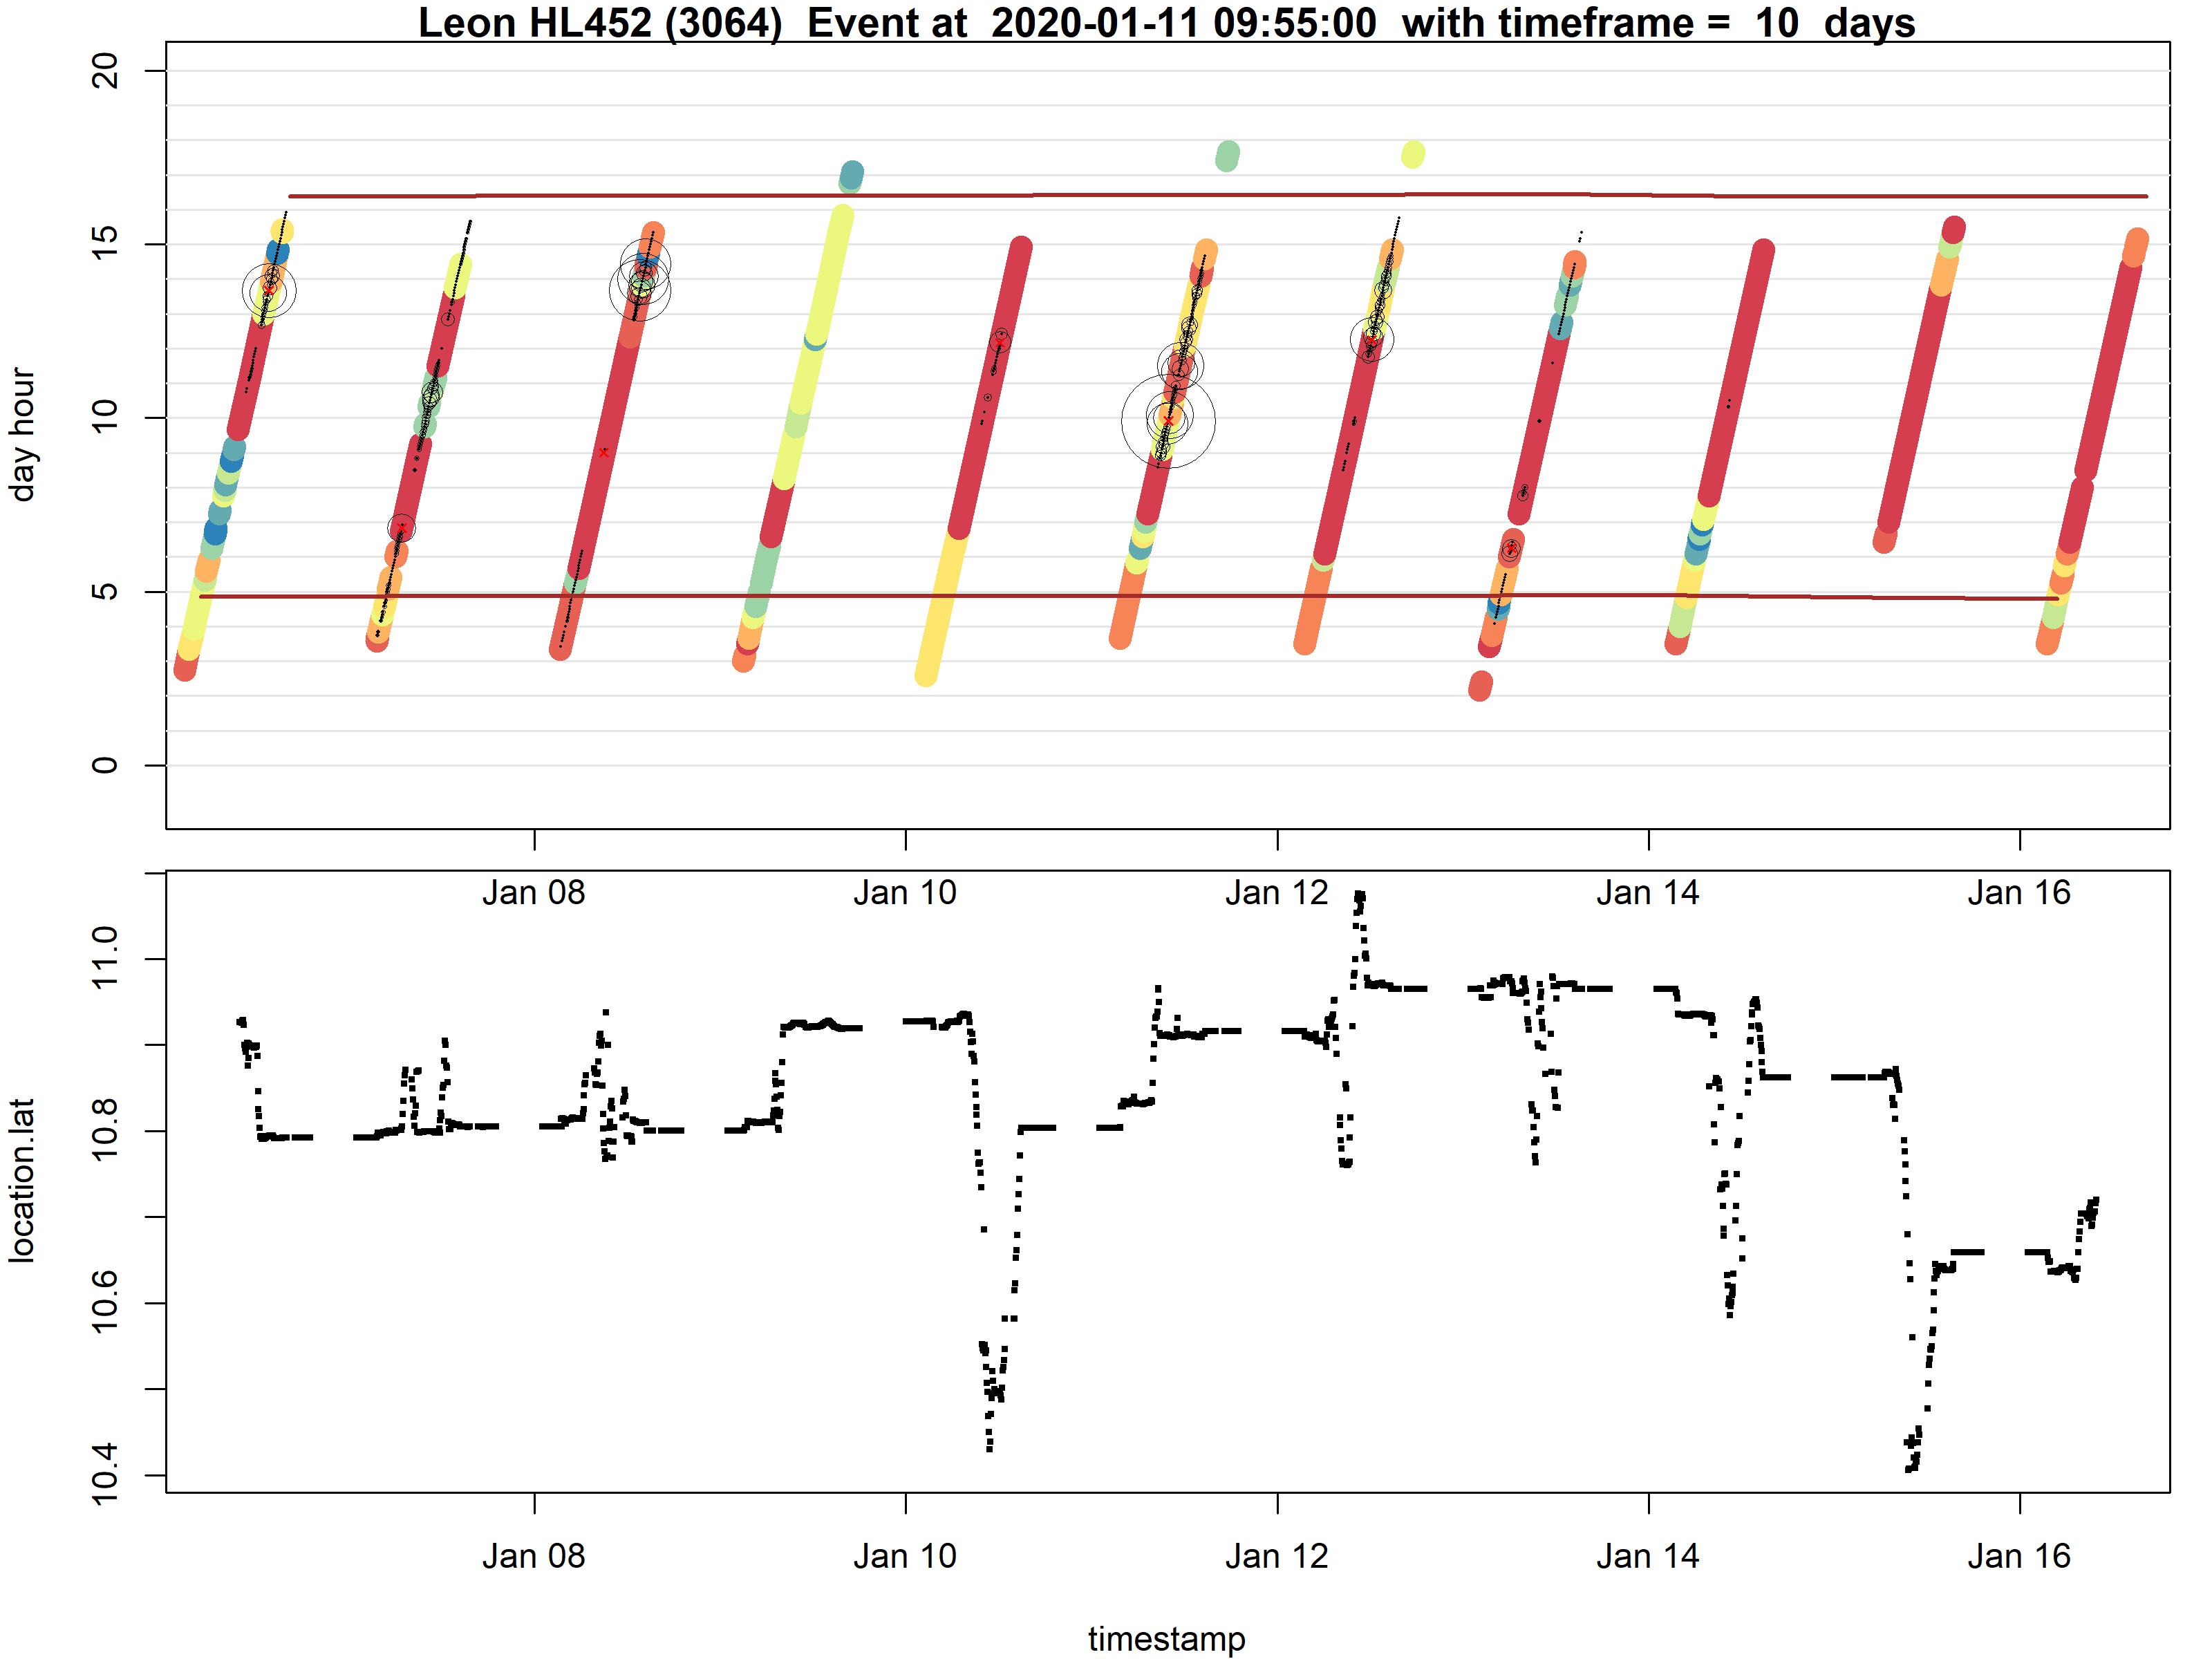 Leon HL452 (3064)  Event at  2020-01-11 09:55:00  with timeframe =  10  days
20
15
10
5
0
day hour
Jan 08 Jan 10 Jan 12 Jan 14 Jan 16
11.0
10.8
10.6
10.4
location.lat
Jan 08 Jan 10 Jan 12 Jan 14 Jan 16
timestamp